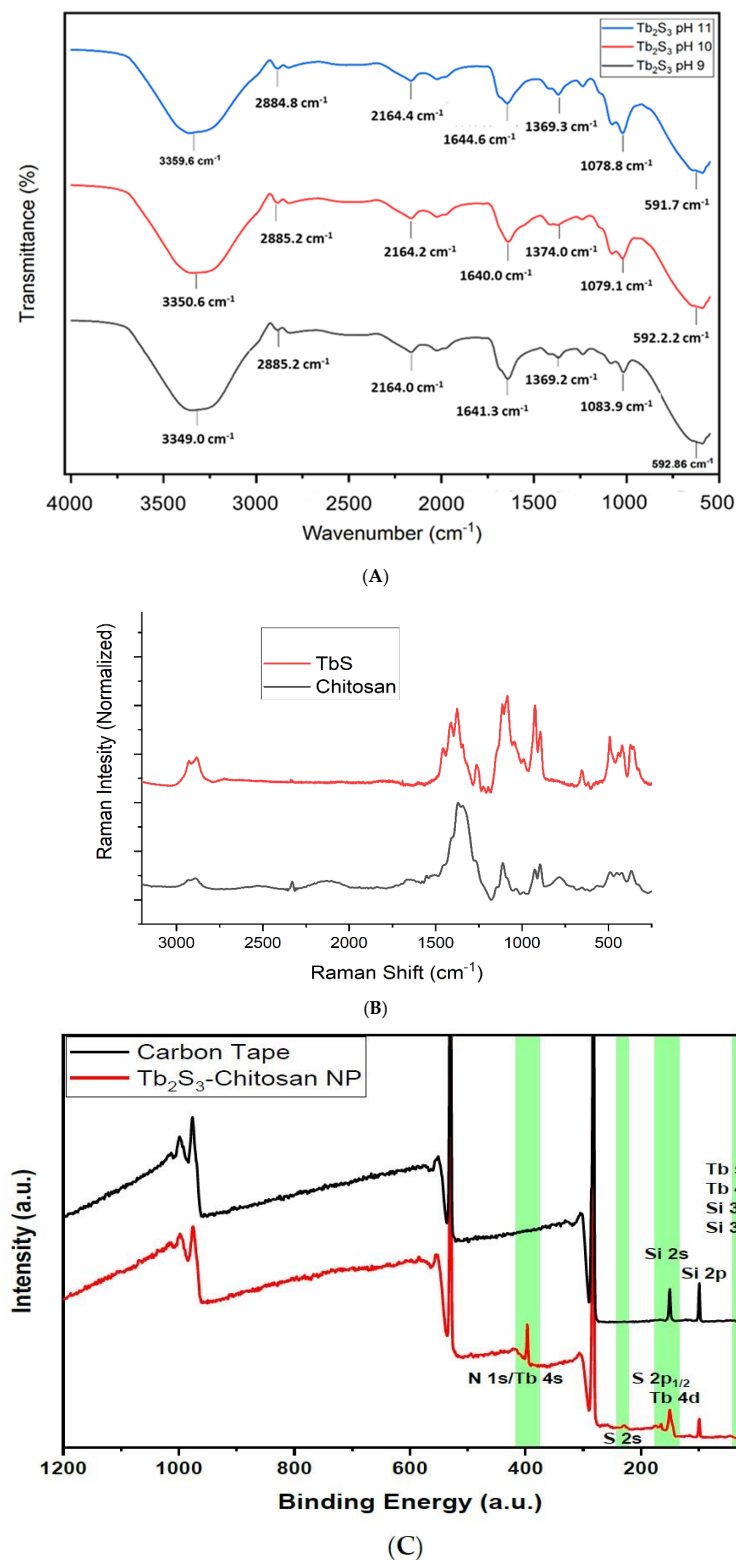 A
Tb₂S₃ pH 11
Tb₂S₃ pH 10
Tb₂S₃ pH 9
Transmittance (%)
2884.8 cm⁻¹
2164.4 cm⁻¹
1644.6 cm⁻¹
1369.3 cm⁻¹
3359.6 cm⁻¹
1078.8 cm⁻¹
591.7 cm⁻¹
2885.2 cm⁻¹
2164.2 cm⁻¹
1640.0 cm⁻¹
1374.0 cm⁻¹
3350.6 cm⁻¹
1079.1 cm⁻¹
592.2.2 cm⁻¹
2885.2 cm⁻¹
2164.0 cm⁻¹
1641.3 cm⁻¹
1369.2 cm⁻¹
3349.0 cm⁻¹
1083.9 cm⁻¹
592.86 cm⁻¹
4000 3500 3000 2500 2000 1500 1000 500
Wavenumber (cm⁻¹)
(A)
TbS
Chitosan
Raman Intesity (Normalized)
3000 2500 2000 1500 1000 500
Raman Shift (cm⁻¹)
(B)
Carbon Tape
Tb₂S₃-Chitosan NP
Intensity (a.u.)
Tb
Tb
Si 3
Si 3
Si 2s
Si 2p
N 1s/Tb 4s
S 2p₁/₂
Tb 4d
S 2s
1200 1000 800 600 400 200
Binding Energy (a.u.)
(C)